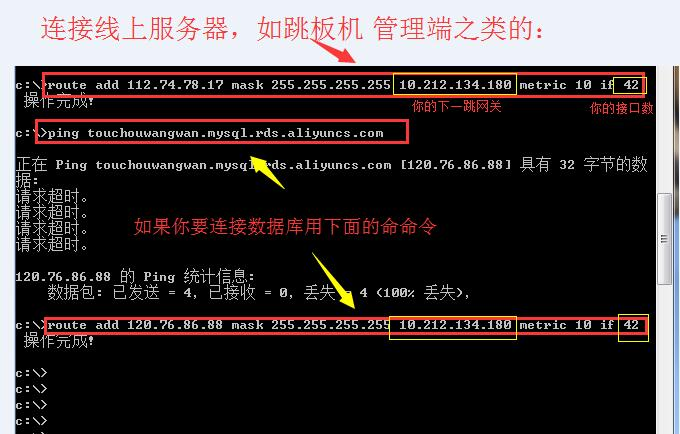 连接线上服务器，如跳板机 管理端之类的：
c:\>route add 112.74.78.17 mask 255.255.255.255 10.212.134.180 metric 10 if 42
操作完成!
你的下一跳网关
你的接口数
c:\>ping touchouwangwan.mysql.rds.aliyuncs.com
正在 Ping touchouwangwan.mysql.rds.aliyuncs.com [120.76.86.88] 具有 32 字节的数
据:
请求超时。
请求超时。
请求超时。
请求超时。
如果你要连接数据库用下面的命命令
120.76.86.88 的 Ping 统计信息:
数据包: 已发送 = 4, 已接收 = 0, 丢失 = 4 (100% 丢失),
c:\>route add 120.76.86.88 mask 255.255.255.255 10.212.134.180 metric 10 if 42
操作完成!
c:\>
c:\>
c:\>
c:\>